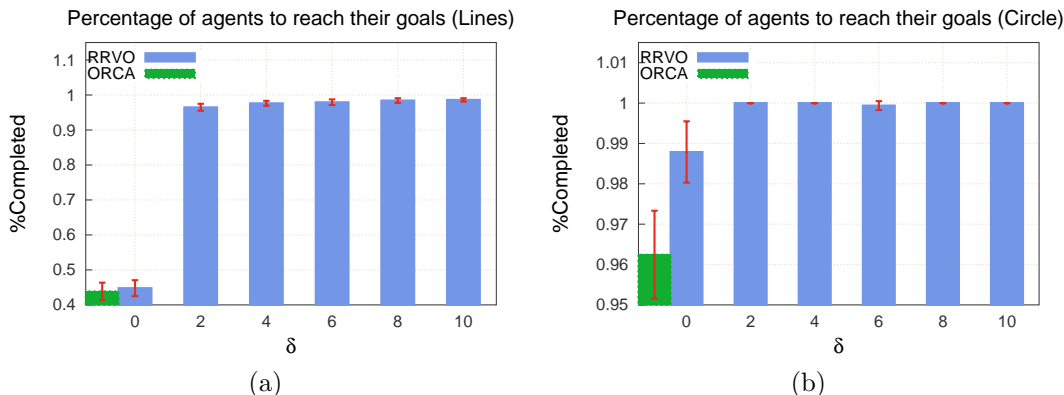 Percentage of agents to reach their goals (Lines)
RRVO
ORCA
%Completed
1.1
1
0.9
0.8
0.7
0.6
0.5
0.4
0 2 4 6 8 10
δ
(a)
Percentage of agents to reach their goals (Circle)
RRVO
ORCA
%Completed
1.01
1
0.99
0.98
0.97
0.96
0.95
0 2 4 6 8 10
δ
(b)